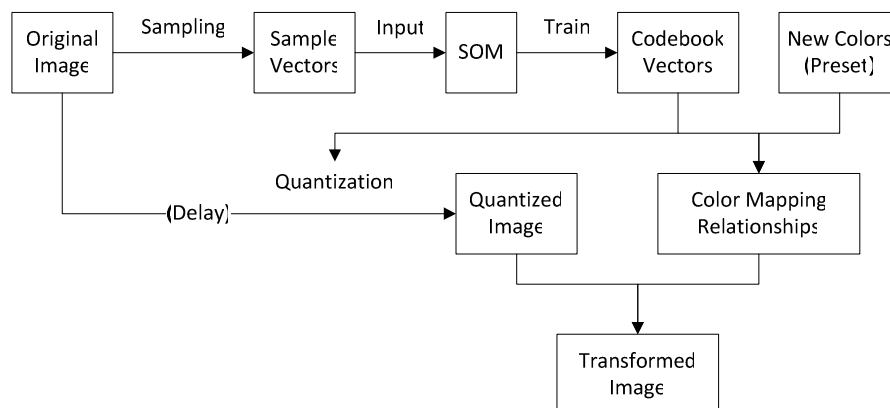 Original
Image
Sampling
Sample
Vectors
Input
SOM
Train
Codebook
Vectors
New Colors
(Preset)
Quantization
(Delay)
Quantized
Image
Color Mapping
Relationships
Transformed
Image